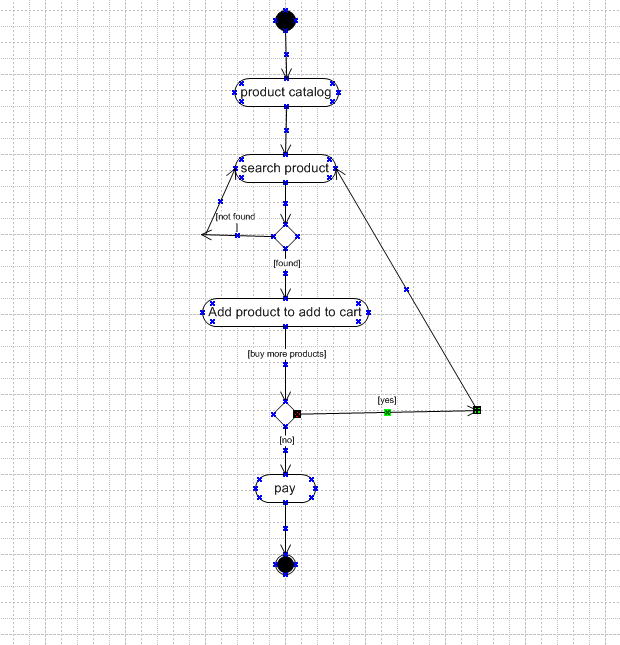 product catalog
search product
[not found
]
[found]
Add product to add to cart
[buy more products]
[yes]
[no]
pay